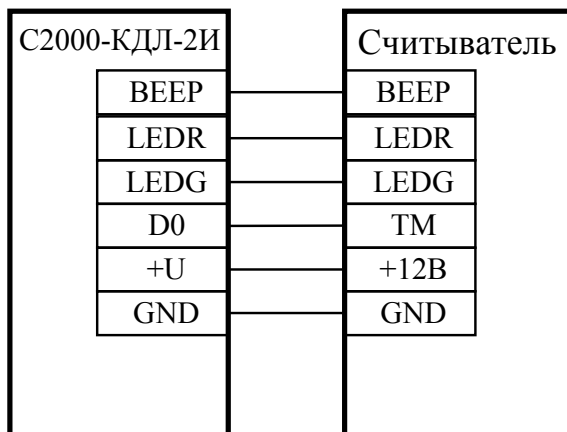 С2000-КДЛ-2И
Считыватель
BEEP
BEEP
LEDR
LEDR
LEDG
LEDG
D0
TM
+U
+12В
GND
GND